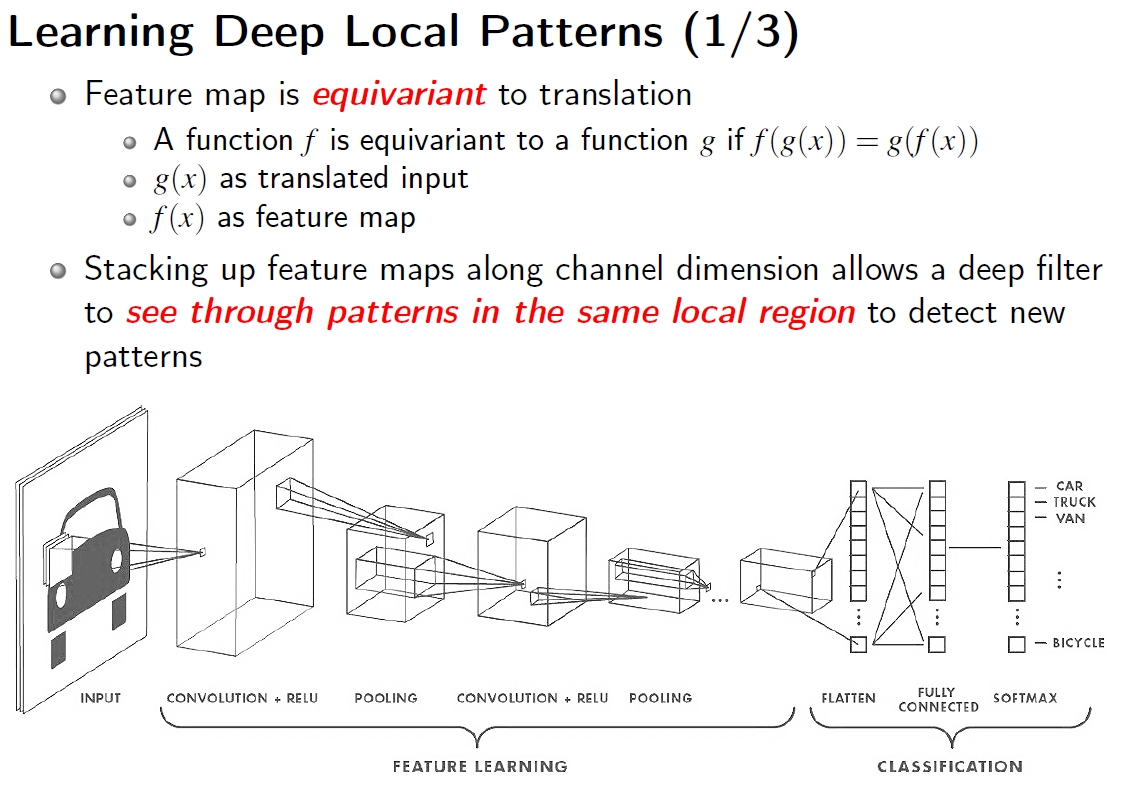 Learning Deep Local Patterns (1/3)
Feature map is equivariant to translation
A function f is equivariant to a function g if f(g(x)) = g(f(x))
g(x) as translated input
f(x) as feature map
Stacking up feature maps along channel dimension allows a deep filter
to see through patterns in the same local region to detect new
patterns
CAR
TRUCK
VAN
BICYCLE
INPUT
CONVOLUTION + RELU
POOLING
CONVOLUTION + RELU
POOLING
FLATTEN
FULLY
CONNECTED
SOFTMAX
FEATURE LEARNING
CLASSIFICATION